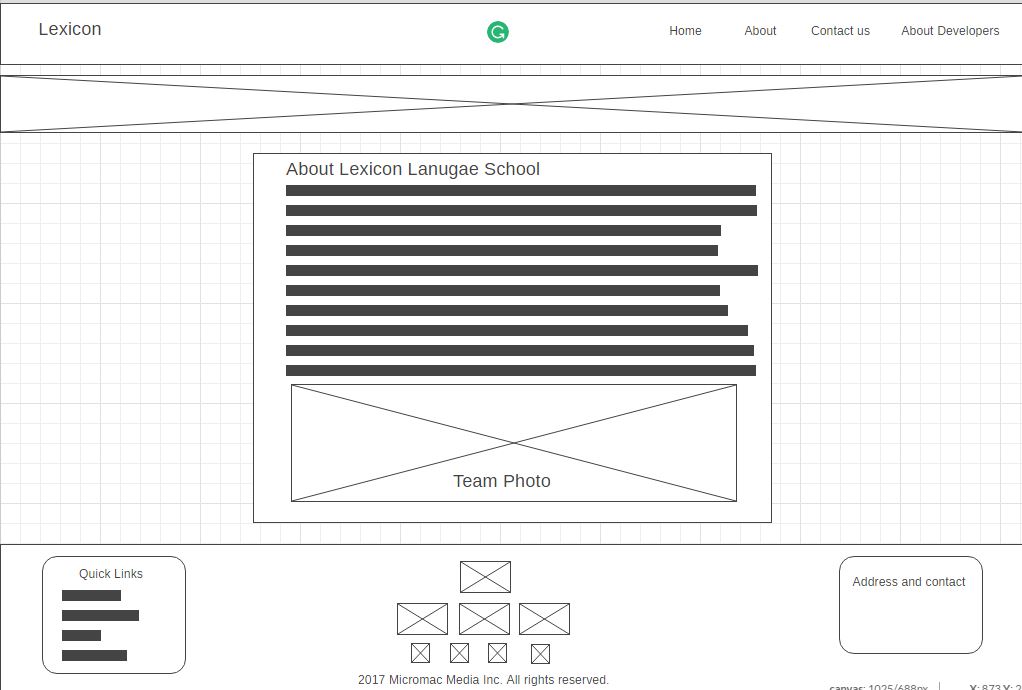 Lexicon
Home About Contact us About Developers
About Lexicon Lanugae School
Team Photo
Quick Links
Address and contact
2017 Micromac Media Inc. All rights reserved.
canvas: 1025/688px X: 873 Y: 2